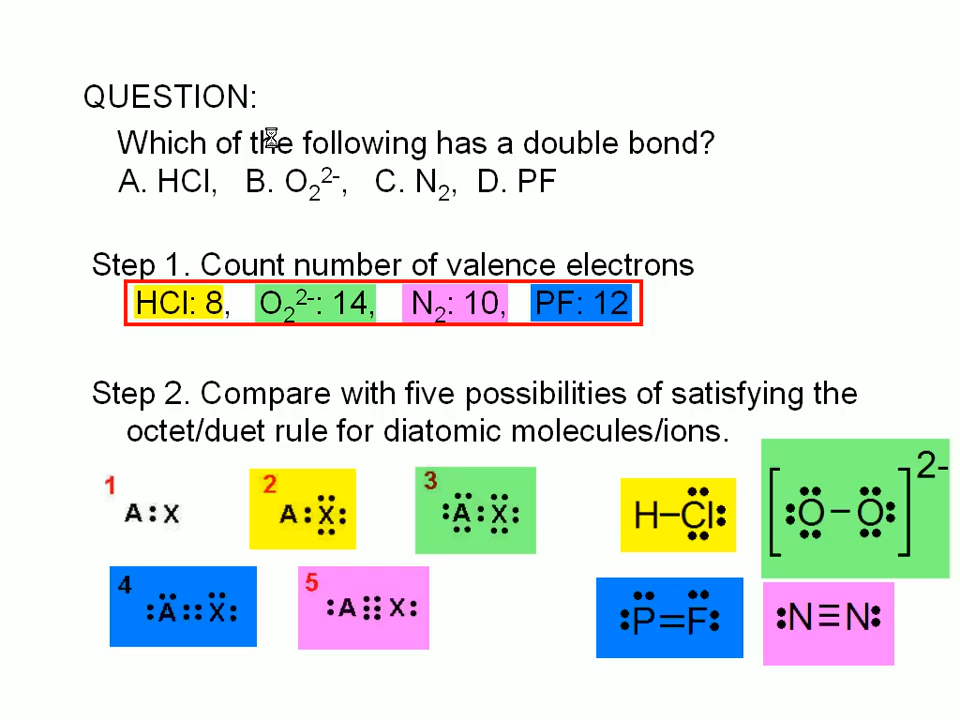 QUESTION:
Which of the following has a double bond?
A. HCl, B. O₂²⁻, C. N₂, D. PF
Step 1. Count number of valence electrons
HCl: 8, O₂²⁻: 14, N₂: 10, PF: 12
Step 2. Compare with five possibilities of satisfying the
octet/duet rule for diatomic molecules/ions.
1
A : X
2
A : X
3
A : X
4
A :: X
5
: A ⫶ X :
H–Cl
[O–O]2-
P=F
:N≡N: